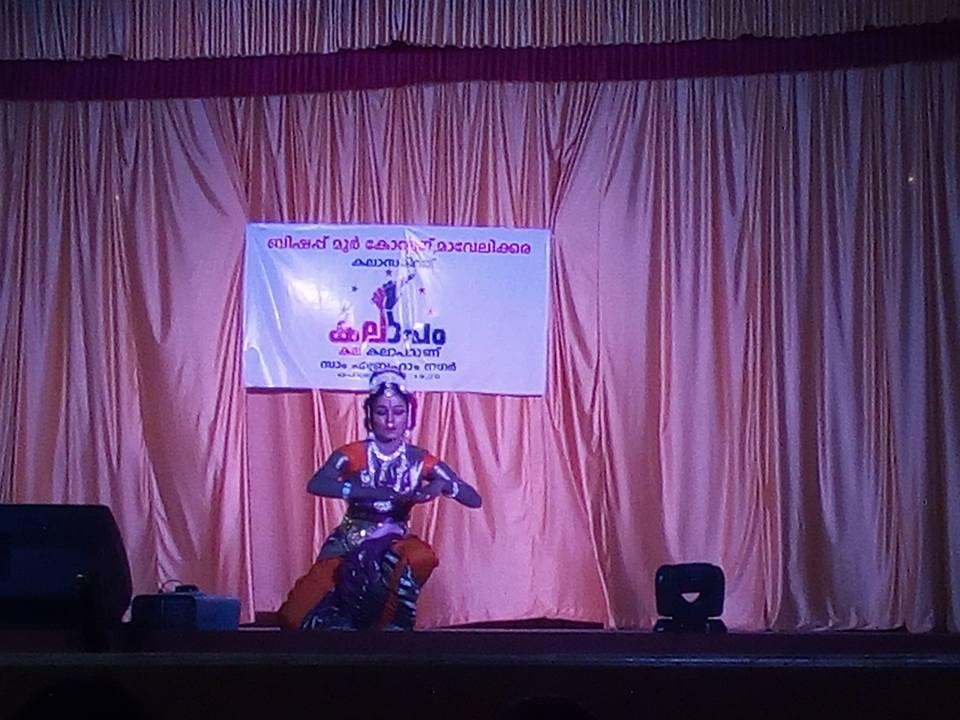 ബിഷപ്പ് മൂർ കോളേജ്,മാവേലിക്കര
കലാപം
കല കലാപമാണ്
സാം എബ്രഹാം നഗർ